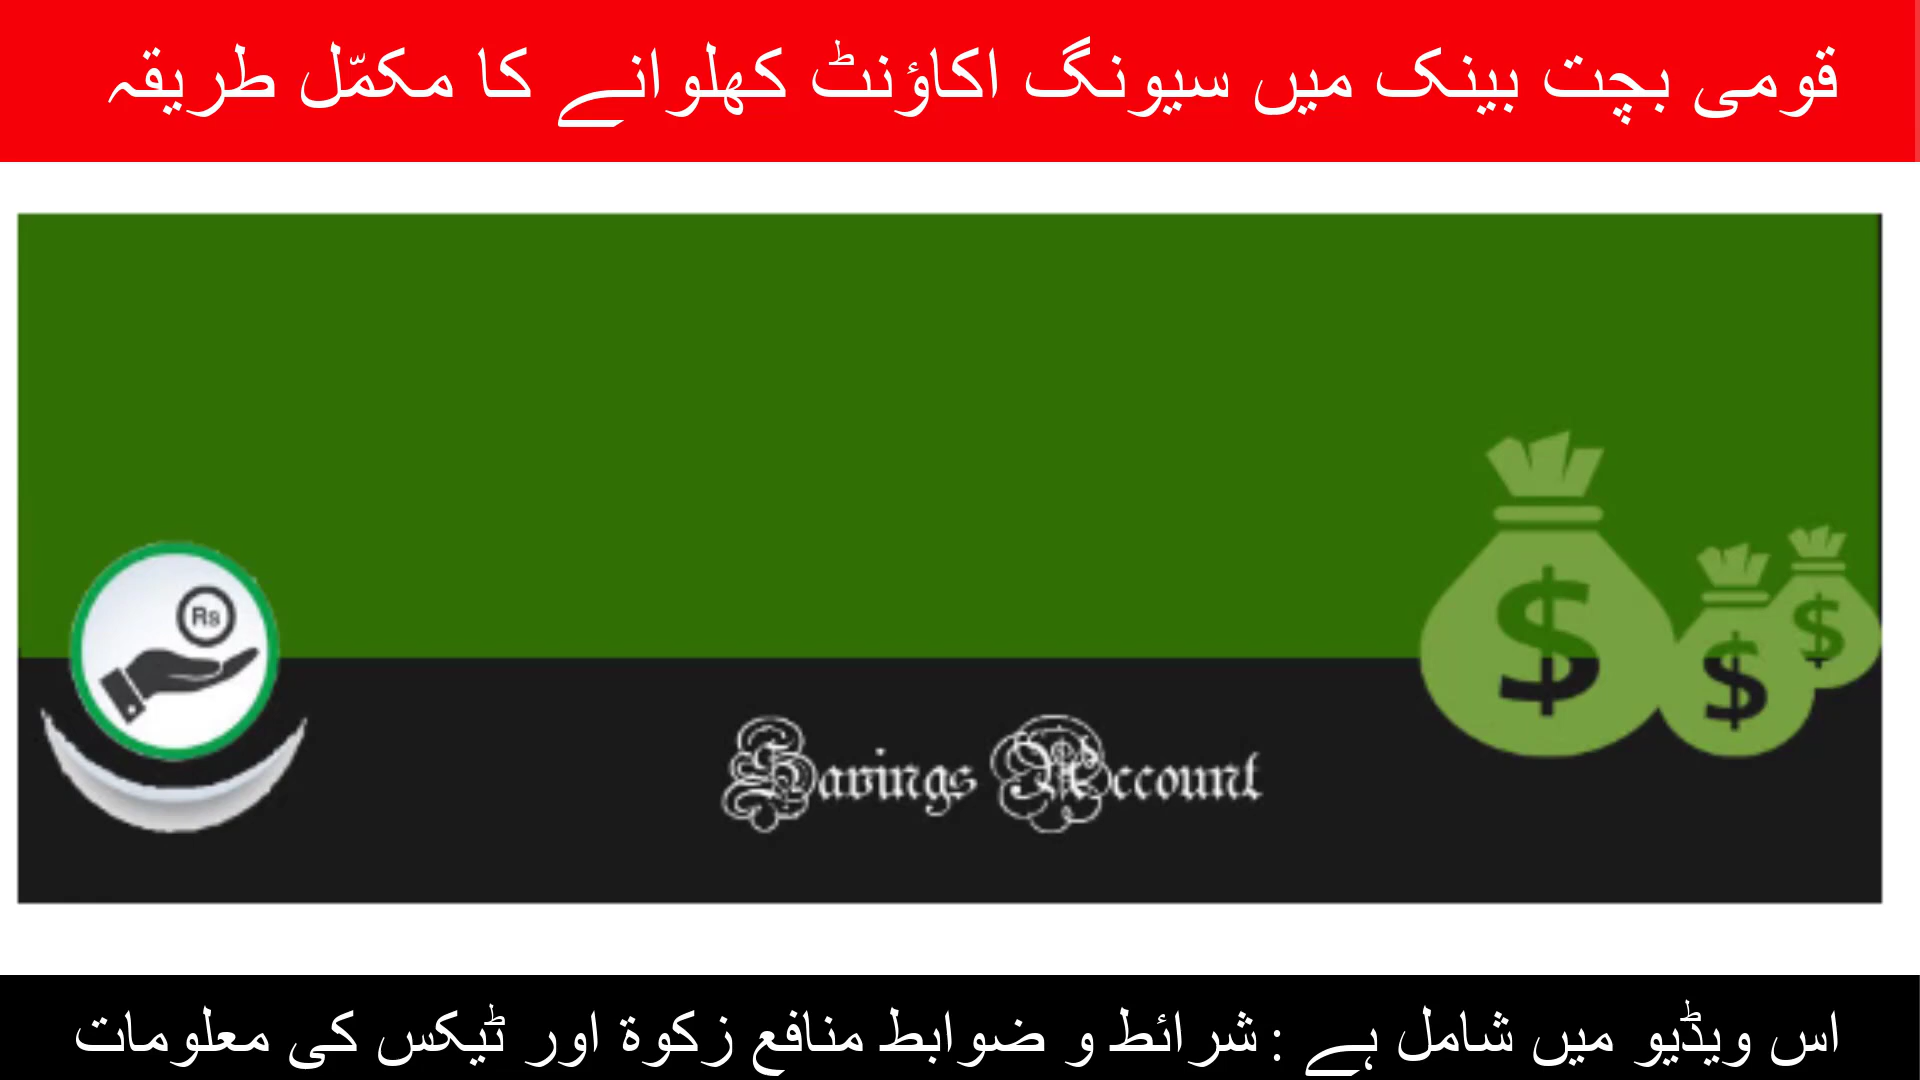 قومی بچت بینک میں سیونگ اکاؤنٹ کھلوانے کا مکمّل طریقہ
Rs
$ $ $
Savings Account
اس ویڈیو میں شامل ہے : شرائط و ضوابط منافع زکوۃ اور ٹیکس کی معلومات